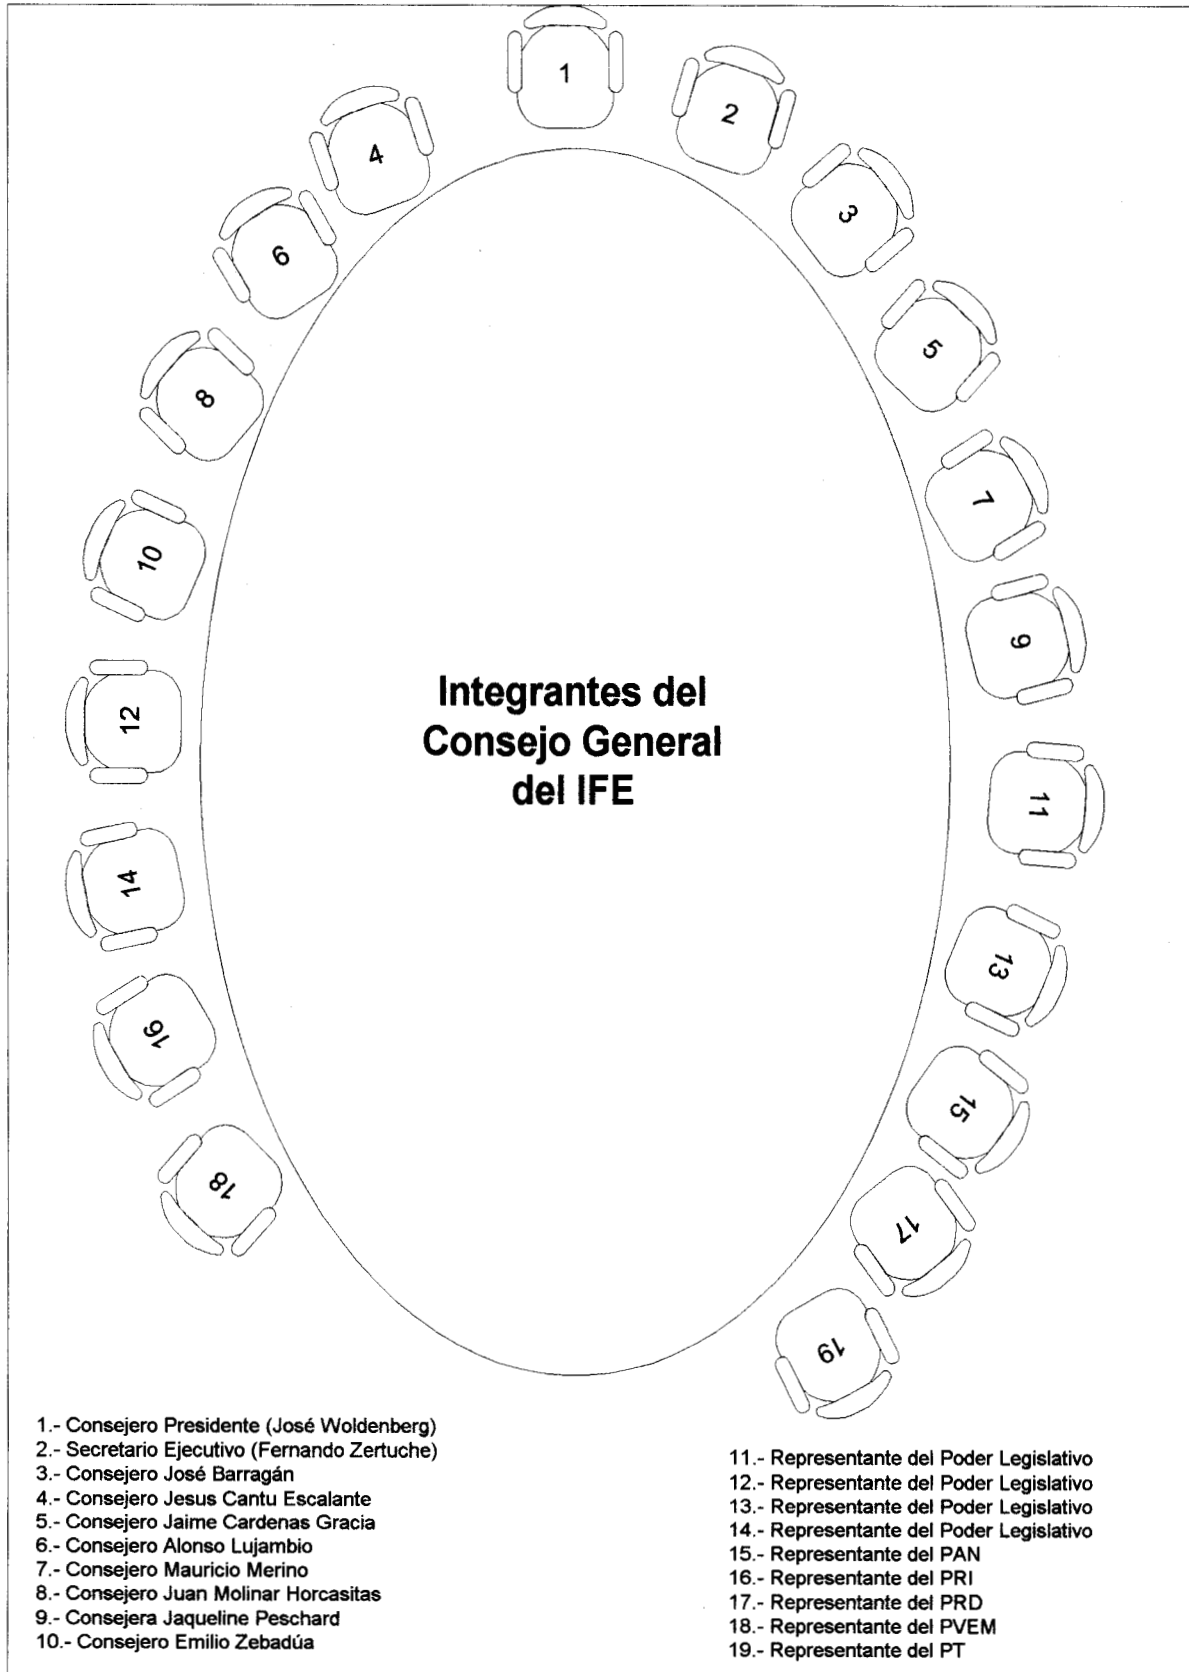 1
2
4
3
6
5
8
7
10
9
12
11
14
13
16
15
18
17
19
Integrantes del
Consejo General
del IFE
1.- Consejero Presidente (José Woldenberg)
2.- Secretario Ejecutivo (Fernando Zertuche)
3.- Consejero José Barragán
4.- Consejero Jesus Cantu Escalante
5.- Consejero Jaime Cardenas Gracia
6.- Consejero Alonso Lujambio
7.- Consejero Mauricio Merino
8.- Consejero Juan Molinar Horcasitas
9.- Consejera Jaqueline Peschard
10.- Consejero Emilio Zebadúa
11.- Representante del Poder Legislativo
12.- Representante del Poder Legislativo
13.- Representante del Poder Legislativo
14.- Representante del Poder Legislativo
15.- Representante del PAN
16.- Representante del PRI
17.- Representante del PRD
18.- Representante del PVEM
19.- Representante del PT